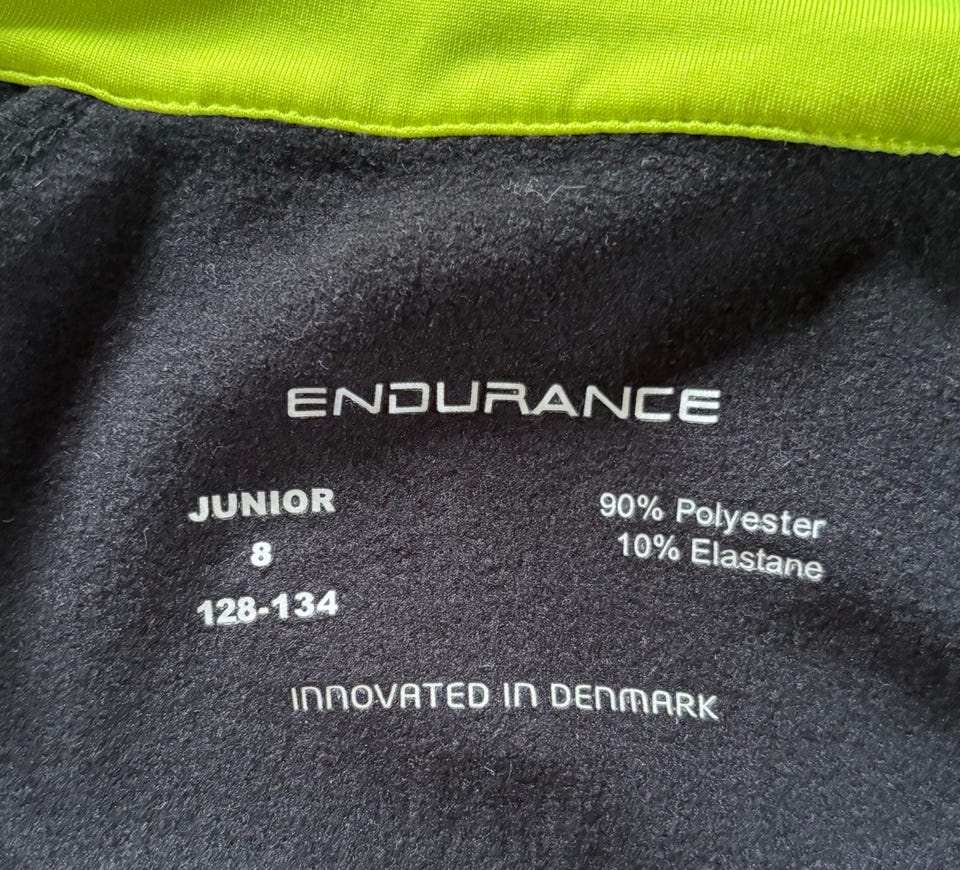 ENDURANCE
JUNIOR
8
128-134
90% Polyester
10% Elastane
INNOVATED IN DENMARK